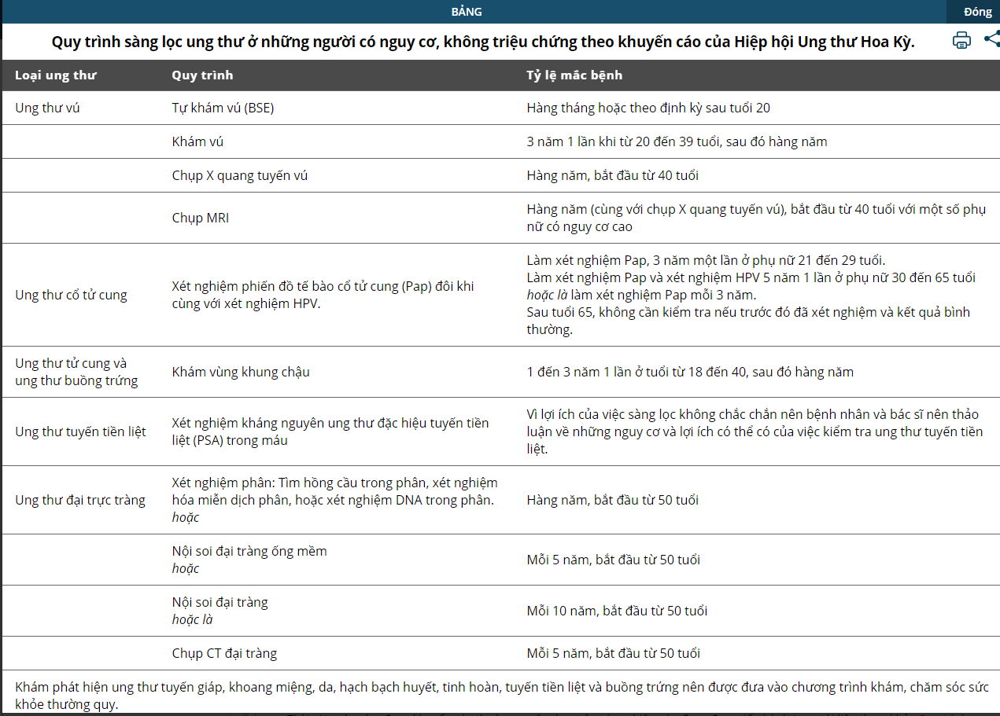 BẢNG
Đóng
Quy trình sàng lọc ung thư ở những người có nguy cơ, không triệu chứng theo khuyến cáo của Hiệp hội Ung thư Hoa Kỳ.
Loại ung thư
Quy trình
Tỷ lệ mắc bệnh
Ung thư vú
Tự khám vú (BSE)
Hàng tháng hoặc theo định kỳ sau tuổi 20
Khám vú
3 năm 1 lần khi từ 20 đến 39 tuổi, sau đó hàng năm
Chụp X quang tuyến vú
Hàng năm, bắt đầu từ 40 tuổi
Chụp MRI
Hàng năm (cùng với chụp X quang tuyến vú), bắt đầu từ 40 tuổi với một số phụ
nữ có nguy cơ cao
Ung thư cổ tử cung
Xét nghiệm phiến đồ tế bào cổ tử cung (Pap) đôi khi
cùng với xét nghiệm HPV.
Làm xét nghiệm Pap, 3 năm một lần ở phụ nữ 21 đến 29 tuổi.
Làm xét nghiệm Pap và xét nghiệm HPV 5 năm 1 lần ở phụ nữ 30 đến 65 tuổi
hoặc là làm xét nghiệm Pap mỗi 3 năm.
Sau tuổi 65, không cần kiểm tra nếu trước đó đã xét nghiệm và kết quả bình
thường.
Ung thư tử cung và
ung thư buồng trứng
Khám vùng khung chậu
1 đến 3 năm 1 lần ở tuổi từ 18 đến 40, sau đó hàng năm
Ung thư tuyến tiền liệt
Xét nghiệm kháng nguyên ung thư đặc hiệu tuyến tiền
liệt (PSA) trong máu
Vì lợi ích của việc sàng lọc không chắc chắn nên bệnh nhân và bác sĩ nên thảo
luận về những nguy cơ và lợi ích có thể có của việc kiểm tra ung thư tuyến tiền
liệt.
Ung thư đại trực tràng
Xét nghiệm phân: Tìm hồng cầu trong phân, xét nghiệm
hóa miễn dịch phân, hoặc xét nghiệm DNA trong phân.
hoặc
Hàng năm, bắt đầu từ 50 tuổi
Nội soi đại tràng ống mềm
hoặc
Mỗi 5 năm, bắt đầu từ 50 tuổi
Nội soi đại tràng
hoặc là
Mỗi 10 năm, bắt đầu từ 50 tuổi
Chụp CT đại tràng
Mỗi 5 năm, bắt đầu từ 50 tuổi
Khám phát hiện ung thư tuyến giáp, khoang miệng, da, hạch bạch huyết, tinh hoàn, tuyến tiền liệt và buồng trứng nên được đưa vào chương trình khám, chăm sóc sức
khỏe thường quy.